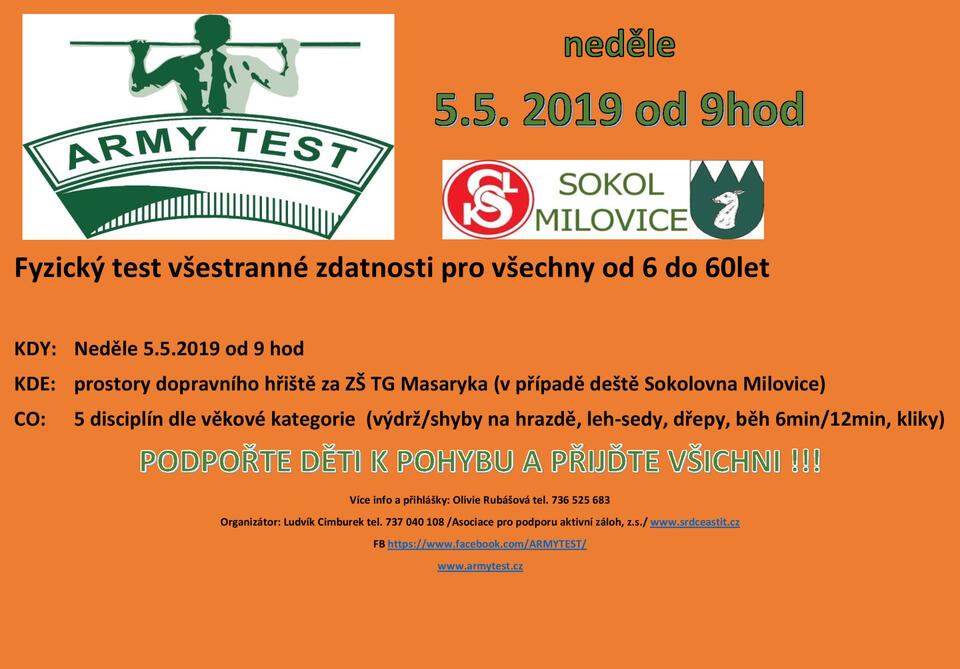 neděle
5.5. 2019 od 9hod
ARMY TEST
SOKOL
MILOVICE
Fyzický test všestranné zdatnosti pro všechny od 6 do 60let
KDY: Neděle 5.5.2019 od 9 hod
KDE: prostory dopravního hřiště za ZŠ TG Masaryka (v případě deště Sokolovna Milovice)
CO: 5 disciplín dle věkové kategorie (výdrž/shyby na hrazdě, leh-sedy, dřepy, běh 6min/12min, kliky)
PODPOŘTE DĚTI K POHYBU A PŘIJĎTE VŠICHNI !!!
Více info a přihlášky: Olivie Rubášová tel. 736 525 683
Organizátor: Ludvík Cimburek tel. 737 040 108 /Asociace pro podporu aktivní záloh, z.s./ www.srdceastit.cz
FB https://www.facebook.com/ARMYTEST/
www.armytest.cz